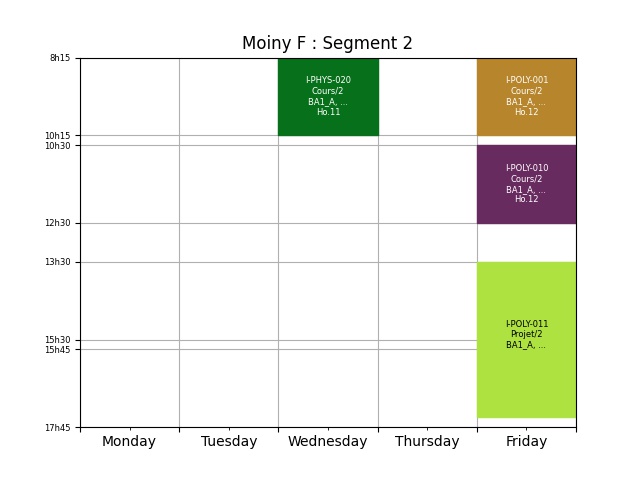 Moiny F : Segment 2
8h15
I-PHYS-020
Cours/2
BA1_A, ...
Ho.11
I-POLY-001
Cours/2
BA1_A, ...
Ho.12
10h15
10h30
I-POLY-010
Cours/2
BA1_A, ...
Ho.12
12h30
13h30
I-POLY-011
Projet/2
BA1_A, ...
15h30
15h45
17h45
Monday
Tuesday
Wednesday
Thursday
Friday